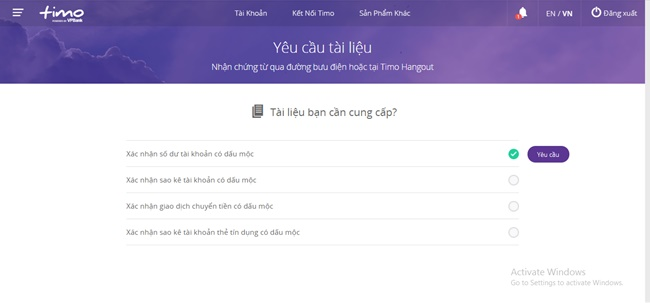 timo
POWERED BY VPBank
Tài Khoản
Kết Nối Timo
Sản Phẩm Khác
1
EN / VN
Đăng xuất
Yêu cầu tài liệu
Nhận chứng từ qua đường bưu điện hoặc tại Timo Hangout
Tài liệu bạn cần cung cấp?
Xác nhận số dư tài khoản có dấu mộc
Yêu cầu
Xác nhận sao kê tài khoản có dấu mộc
Xác nhận giao dịch chuyển tiền có dấu mộc
Xác nhận sao kê tài khoản thẻ tín dụng có dấu mộc
Activate Windows
Go to Settings to activate Windows.